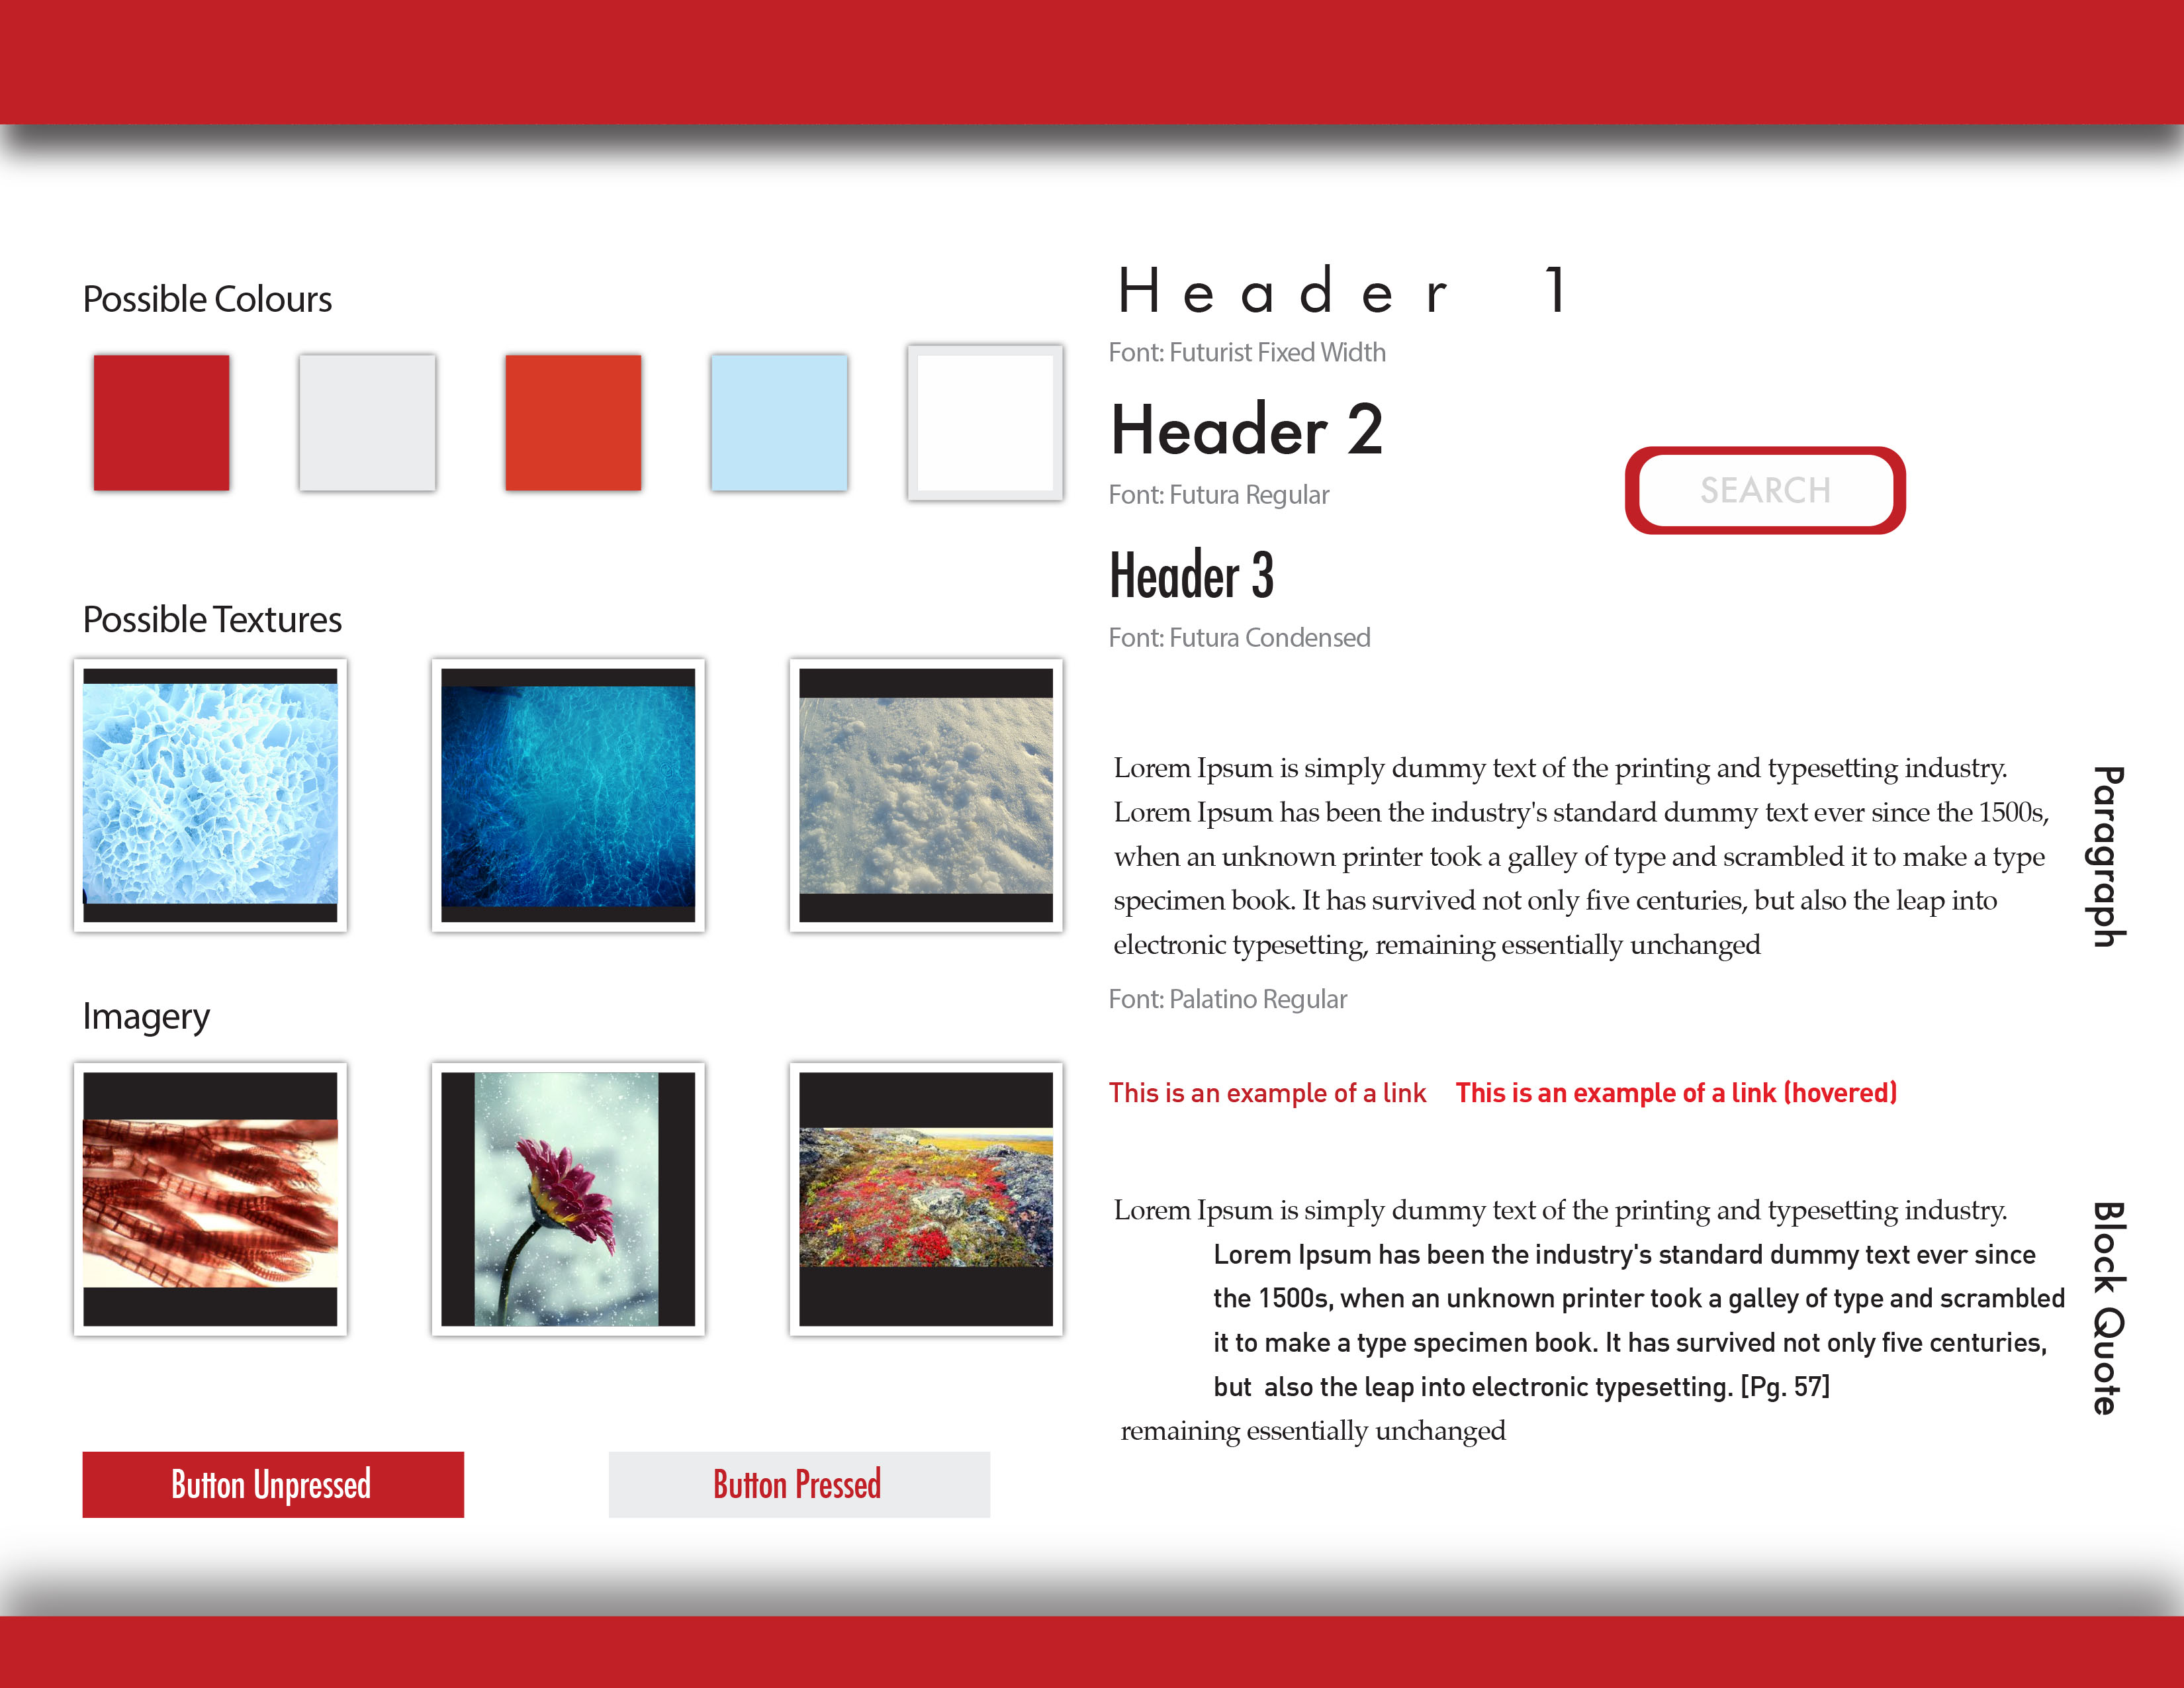 Possible Colours
Possible Textures
Imagery
Button Unpressed
Button Pressed
Header 1
Font: Futurist Fixed Width
Header 2
Font: Futura Regular
SEARCH
Header 3
Font: Futura Condensed
Lorem Ipsum is simply dummy text of the printing and typesetting industry.
Lorem Ipsum has been the industry's standard dummy text ever since the 1500s,
when an unknown printer took a galley of type and scrambled it to make a type
specimen book. It has survived not only five centuries, but also the leap into
electronic typesetting, remaining essentially unchanged
Paragraph
Font: Palatino Regular
This is an example of a link
This is an example of a link (hovered)
Lorem Ipsum is simply dummy text of the printing and typesetting industry.
Lorem Ipsum has been the industry's standard dummy text ever since
the 1500s, when an unknown printer took a galley of type and scrambled
it to make a type specimen book. It has survived not only five centuries,
but also the leap into electronic typesetting. [Pg. 57]
remaining essentially unchanged
Block Quote